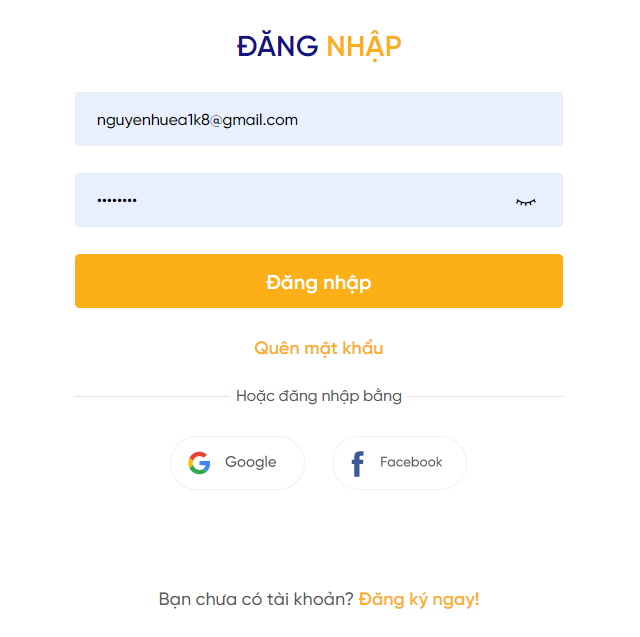 ĐĂNG NHẬP
nguyenhuea1k8@gmail.com
••••••••
Đăng nhập
Quên mật khẩu
Hoặc đăng nhập bằng
Google
Facebook
Bạn chưa có tài khoản? Đăng ký ngay!